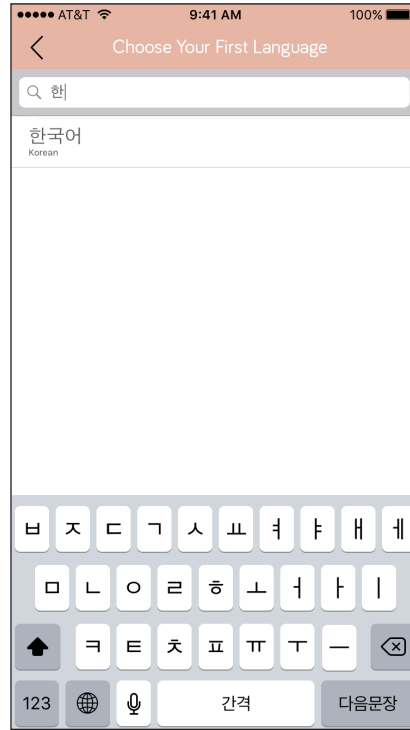 AT&T 9:41 AM 100%
Choose Your First Language
한
한국어
Korean
ㅂ ㅈ ㄷ ㄱ ㅅ ㅛ ㅕ ㅑ ㅐ ㅔ
ㅁ ㄴ ㅇ ㄹ ㅎ ㅗ ㅓ ㅏ ㅣ
ㅋ ㅌ ㅊ ㅍ ㅠ ㅜ ㅡ
123 간격 다음문장